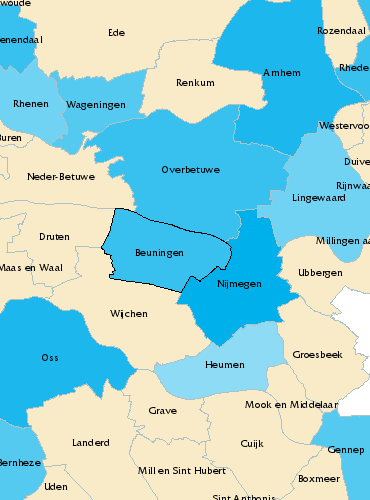 woude
Ede
Rozendaal
enendaal
Arnhem
Rhede
Renkum
Rhenen
Wageningen
Westervoo
Buren
Duive
Overbetuwe
Neder-Betuwe
Rijnwaa
Lingewaard
Druten
Millingen aa
Beuningen
Maas en Waal
Ubbergen
Nijmegen
Wijchen
Oss
Groesbeek
Heumen
Mook en Middelaar
Grave
Landerd
Cuijk
Gennep
Bernheze
Mill en Sint Hubert
Boxmeer
Uden
Sint Anthonis